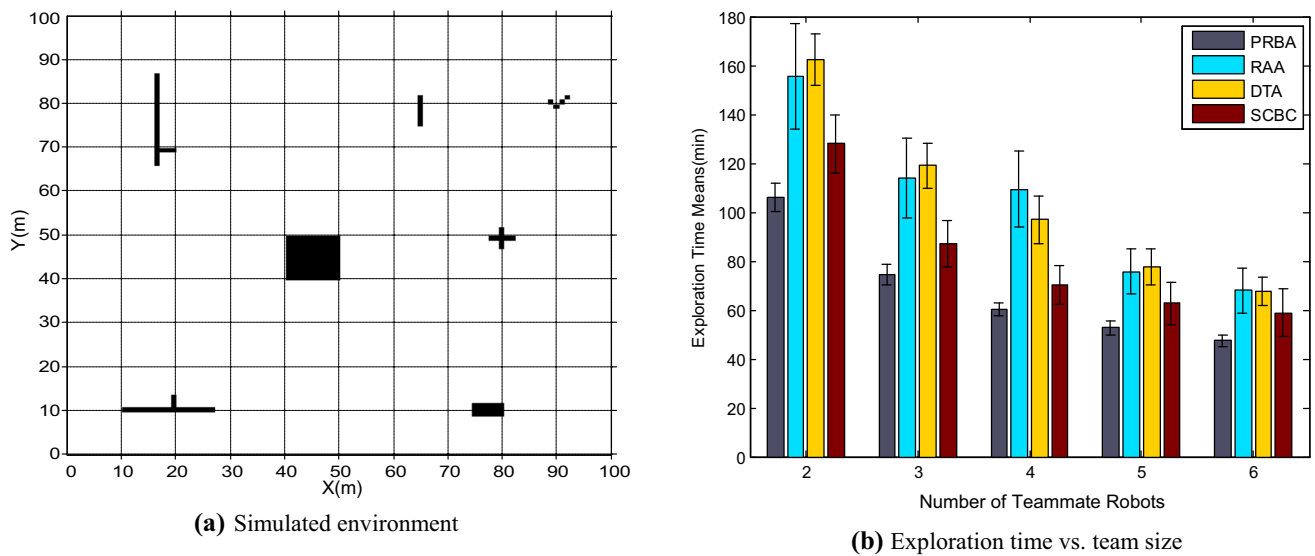 100
90
80
70
60
50
40
30
20
10
0
Y(m)
0 10 20 30 40 50 60 70 80 90 100
X(m)
(a) Simulated environment
180
160
140
120
100
80
60
40
20
0
Exploration Time Means(min)
PRBA
RAA
DTA
SCBC
2 3 4 5 6
Number of Teammate Robots
(b) Exploration time vs. team size